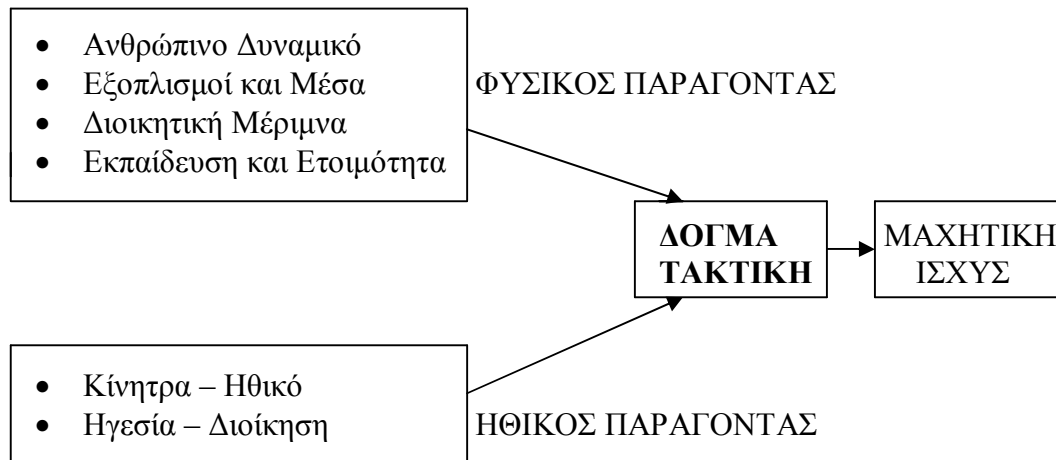 • Ανθρώπινο Δυναμικό
• Εξοπλισμοί και Μέσα
• Διοικητική Μέριμνα
• Εκπαίδευση και Ετοιμότητα
ΦΥΣΙΚΟΣ ΠΑΡΑΓΟΝΤΑΣ
ΔΟΓΜΑ
ΤΑΚΤΙΚΗ
ΜΑΧΗΤΙΚΗ
ΙΣΧΥΣ
• Κίνητρα – Ηθικό
• Ηγεσία – Διοίκηση
ΗΘΙΚΟΣ ΠΑΡΑΓΟΝΤΑΣ